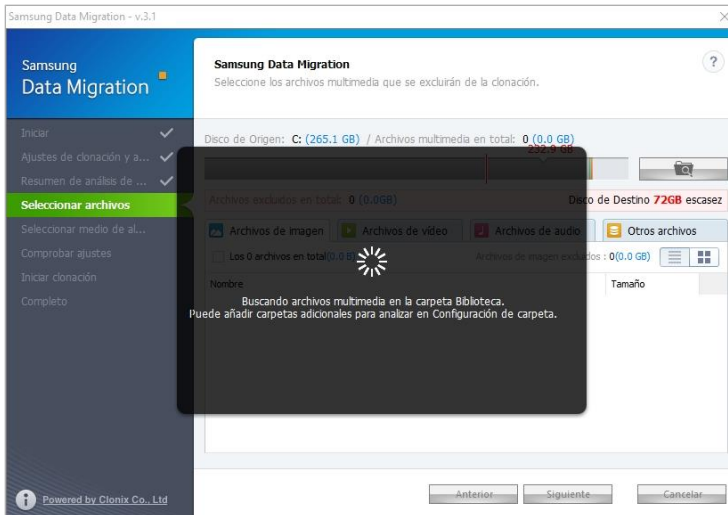 Samsung Data Migration - v.3.1
Samsung
Data Migration
Samsung Data Migration
Seleccione los archivos multimedia que se excluirán de la clonación.
?
Iniciar
Ajustes de clonación y a...
Resumen de análisis de ...
Seleccionar archivos
Seleccionar medio de al...
Comprobar ajustes
Iniciar clonación
Completo
Disco de Origen: C: (265.1 GB) / Archivos multimedia en total: 0 (0.0 GB)
232.9 GB
Archivos excluidos en total: 0 (0.0GB)
Disco de Destino 72GB escasez
Archivos de imagen
Archivos de vídeo
Archivos de audio
Otros archivos
Los 0 archivos en total(0.0 B)
Archivos de imagen excluidos : 0(0.0 GB)
Nombre
Tamaño
Buscando archivos multimedia en la carpeta Biblioteca.
Puede añadir carpetas adicionales para analizar en Configuración de carpeta.
Powered by Clonix Co., Ltd
Anterior
Siguiente
Cancelar